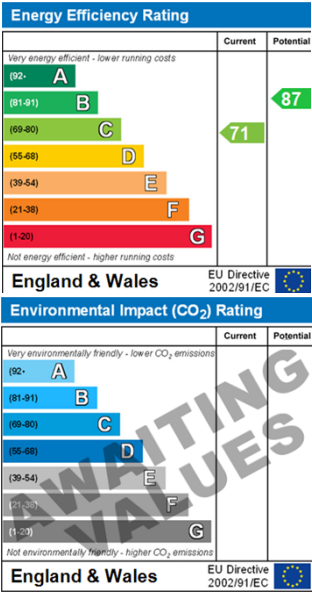 Energy Efficiency Rating
Current Potential
Very energy efficient - lower running costs
(92- A
(81-91) B
87
(69-80) C
71
(55-68) D
(39-54) E
(21-38) F
(1-20) G
Not energy efficient - higher running costs
England & Wales
EU Directive
2002/91/EC
Environmental Impact (CO₂) Rating
Current Potential
Very environmentally friendly - lower CO₂ emissions
(92- A
(81-91) B
(69-80) C
(55-68) D
(39-54) E
(21-38) F
(1-20) G
AWAITING
VALUES
Not environmentally friendly - higher CO₂ emissions
England & Wales
EU Directive
2002/91/EC